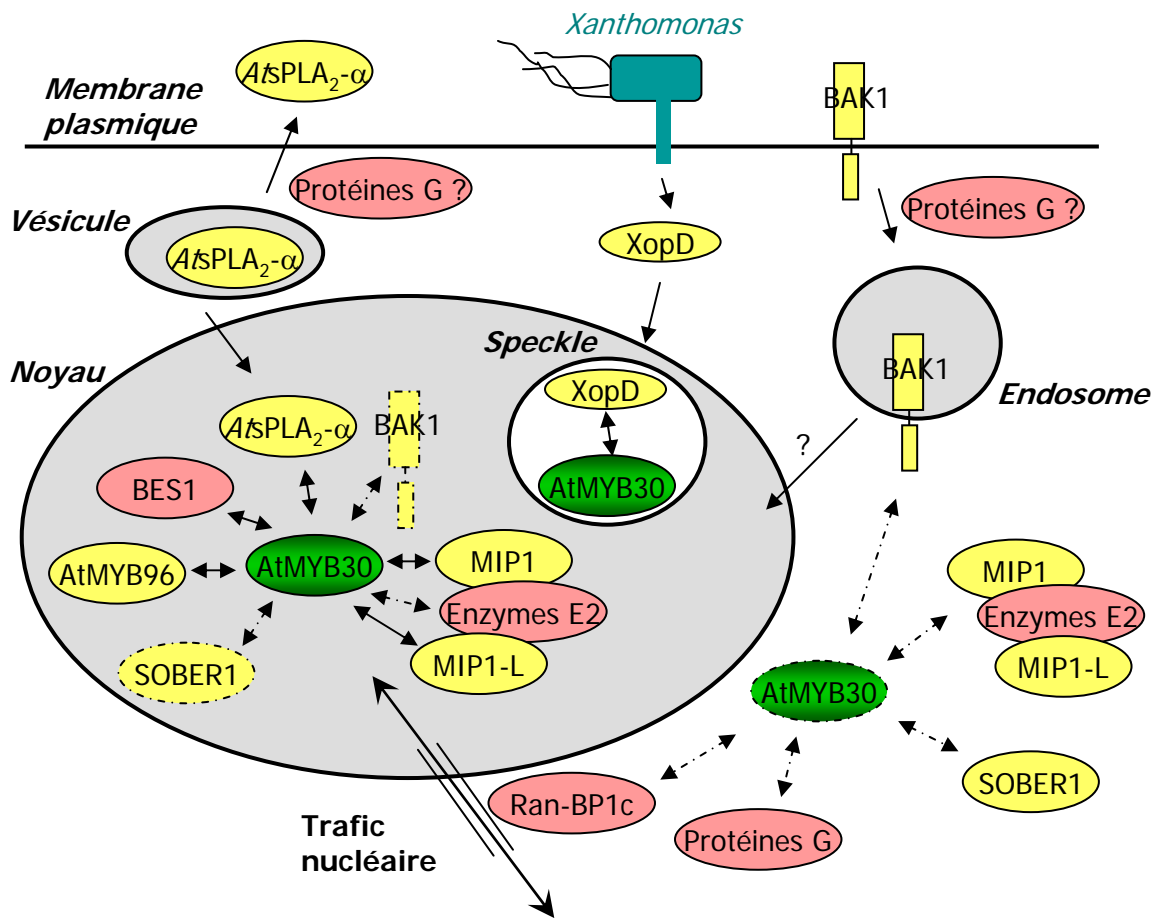 Xanthomonas
AtsPLA₂-α
BAK1
Membrane
plasmique
Protéines G ?
Protéines G ?
Vésicule
XopD
AtsPLA₂-α
Speckle
Noyau
BAK1
Endosome
XopD
BAK1
AtsPLA₂-α
?
BES1
AtMYB30
AtMYB96
AtMYB30
MIP1
MIP1
Enzymes E2
Enzymes E2
MIP1-L
MIP1-L
SOBER1
AtMYB30
SOBER1
Ran-BP1c
Trafic
nucléaire
Protéines G